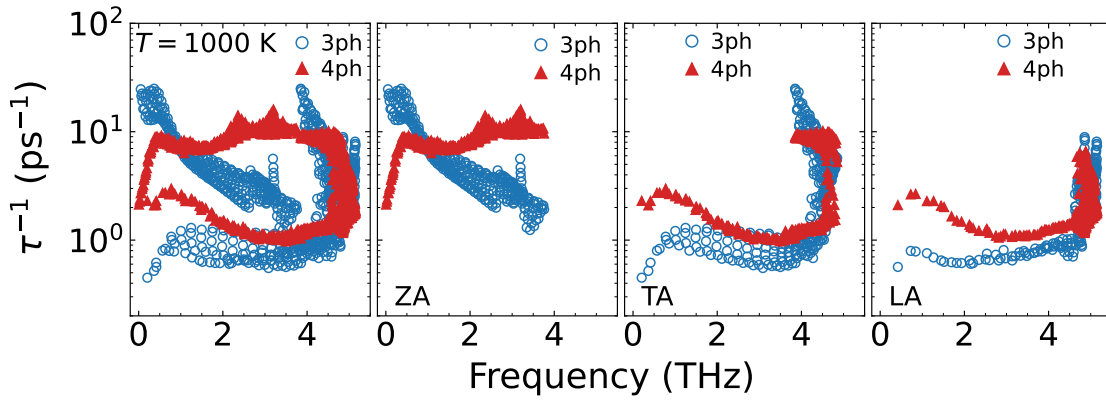 10² T = 1000 K 3ph 3ph 3ph 3ph
4ph 4ph 4ph 4ph
10¹
10⁰
τ⁻¹ (ps⁻¹)
ZA TA LA
0 2 4 0 2 4 0 2 4 0 2 4
Frequency (THz)